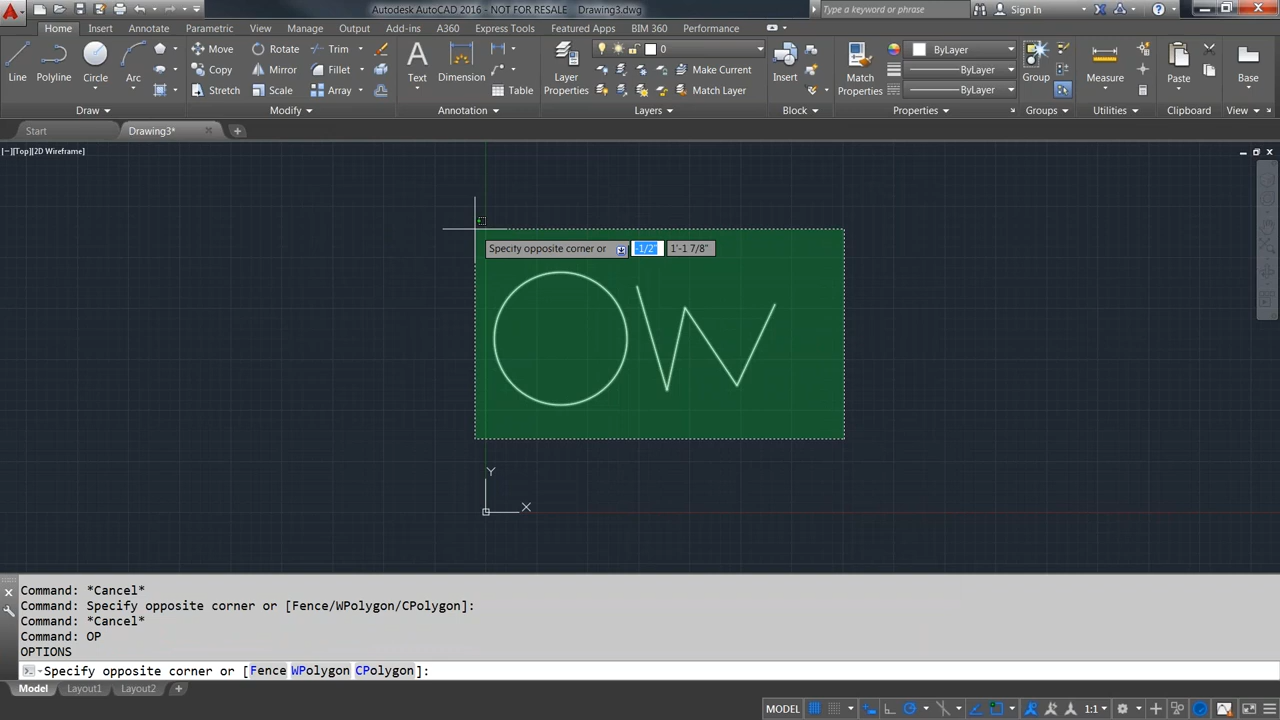 Autodesk AutoCAD 2016 - NOT FOR RESALE Drawing3.dwg
Type a keyword or phrase
Sign In
Home Insert Annotate Parametric View Manage Output Add-ins A360 Express Tools Featured Apps BIM 360 Performance
Line Polyline Circle Arc
Move Rotate Trim
Copy Mirror Fillet
Stretch Scale Array
Text Dimension Table
Layer Properties
0
Make Current
Match Layer
Insert
Match Properties
ByLayer
ByLayer
ByLayer
Group Measure Paste Base
Draw Modify Annotation Layers Block Properties Groups Utilities Clipboard View
Start Drawing3*
[−][Top][2D Wireframe]
Specify opposite corner or -1/2" 1'-1 7/8"
Y
X
Command: *Cancel*
Command: Specify opposite corner or [Fence/WPolygon/CPolygon]:
Command: *Cancel*
Command: OP
OPTIONS
Specify opposite corner or [Fence WPolygon CPolygon]:
Model Layout1 Layout2
MODEL 1:1